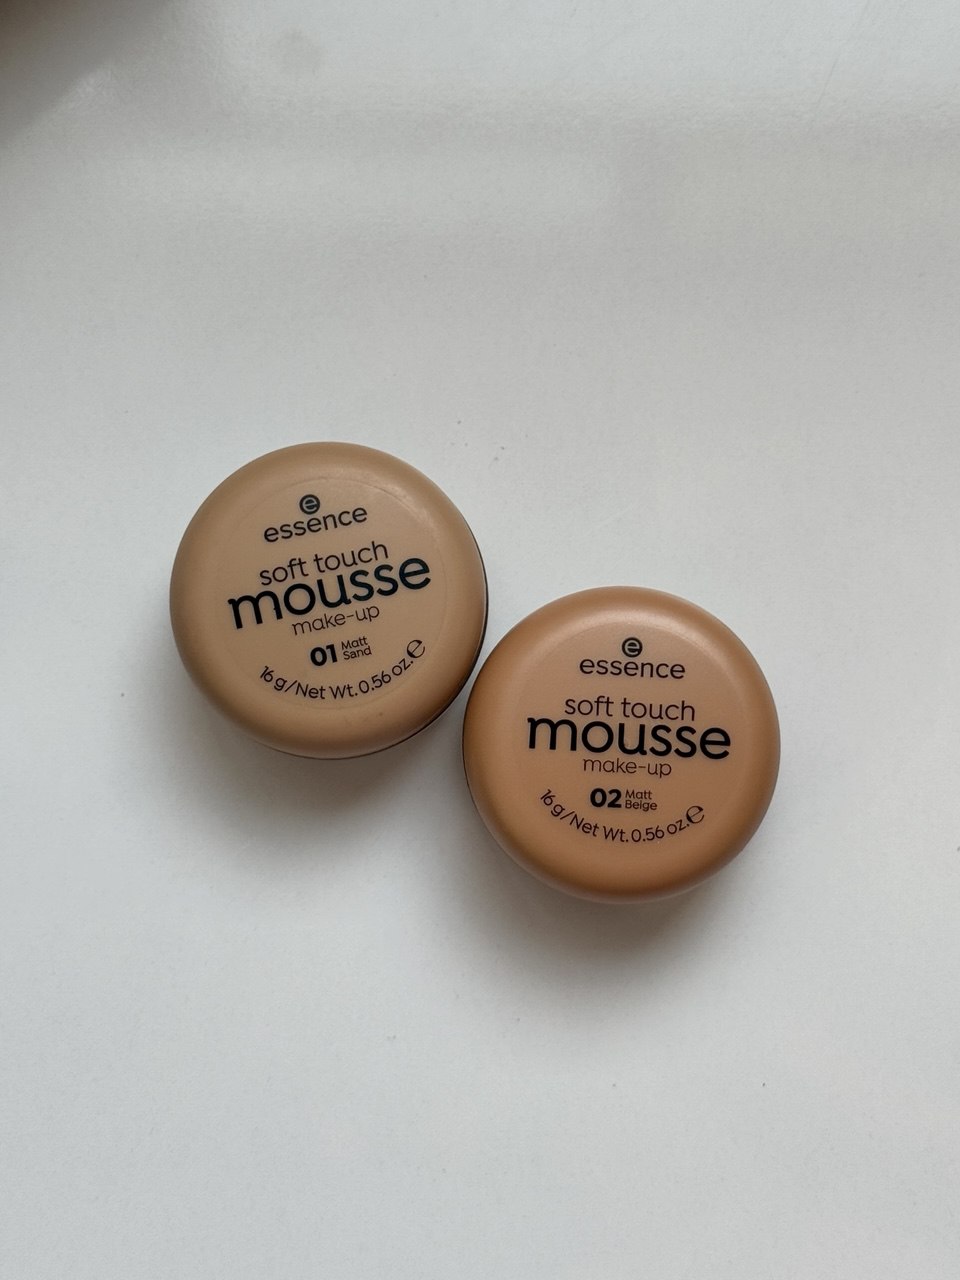 essence
soft touch
mousse
make-up
01 Matt
Sand
16 g/Net Wt. 0.56 oz. ℮
essence
soft touch
mousse
make-up
02 Matt
Beige
16 g/Net Wt. 0.56 oz. ℮